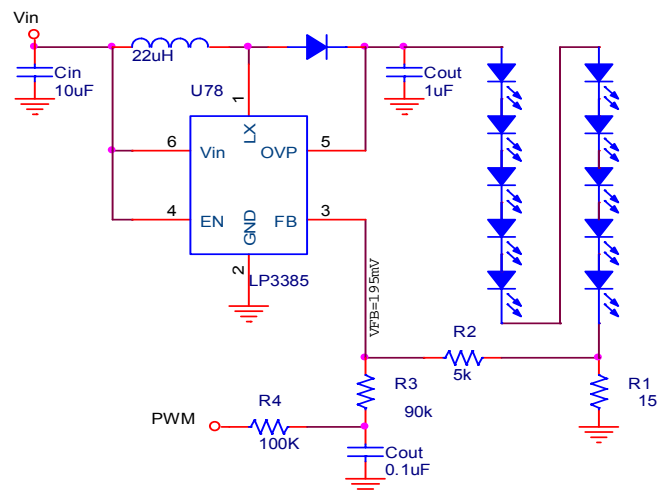 Vin
22uH
Cin
10uF
U78
Cout
1uF
1
LX
6
Vin
OVP
5
4
EN
GND
FB
3
2
LP3385
VFB=195mV
R2
5k
R3
90k
R1
15
R4
PWM
100K
Cout
0.1uF